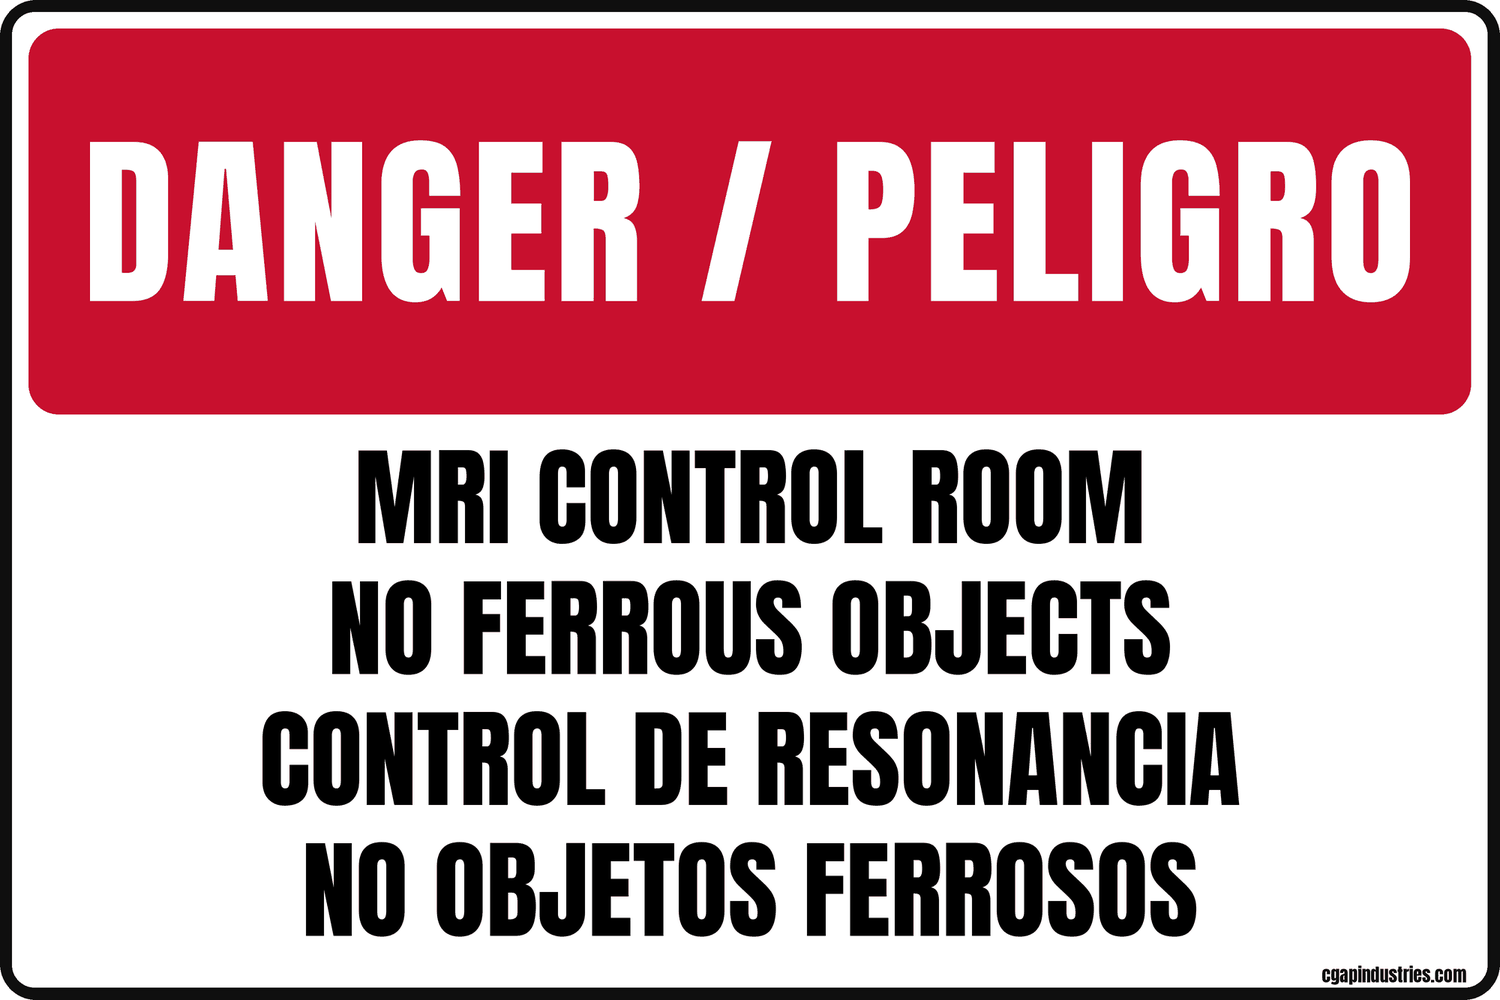 DANGER / PELIGRO
MRI CONTROL ROOM
NO FERROUS OBJECTS
CONTROL DE RESONANCIA
NO OBJETOS FERROSOS
cgapindustries.com